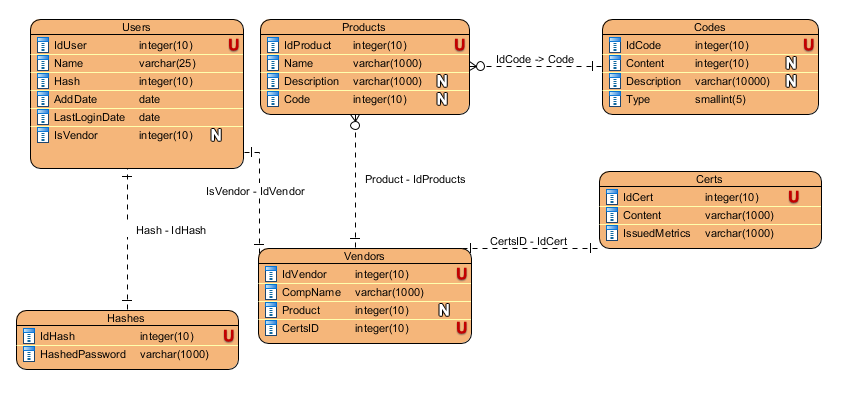 Users
IdUser integer(10) U
Name varchar(25)
Hash integer(10)
AddDate date
LastLoginDate date
IsVendor integer(10) N
Products
IdProduct integer(10) U
Name varchar(1000)
Description varchar(1000) N
Code integer(10) N
IdCode -> Code
Codes
IdCode integer(10) U
Content integer(10) N
Description varchar(10000) N
Type smallint(5)
IsVendor - IdVendor
Product - IdProducts
Hash - IdHash
Certs
IdCert integer(10) U
Content varchar(1000)
IssuedMetrics varchar(1000)
CertsID - IdCert
Vendors
IdVendor integer(10) U
CompName varchar(1000)
Product integer(10) N
CertsID integer(10) U
Hashes
IdHash integer(10) U
HashedPassword varchar(1000)